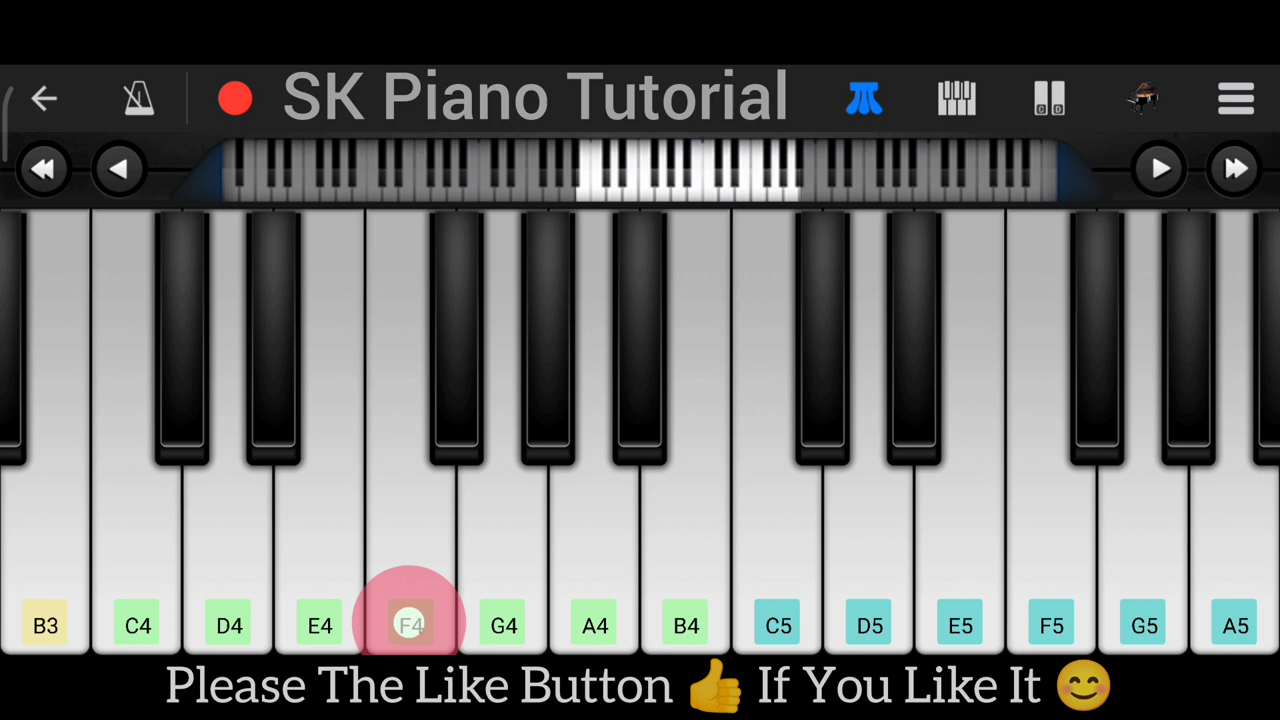 SK Piano Tutorial
C D
B3 C4 D4 E4 F4 G4 A4 B4 C5 D5 E5 F5 G5 A5
Please The Like Button 👍 If You Like It 😊